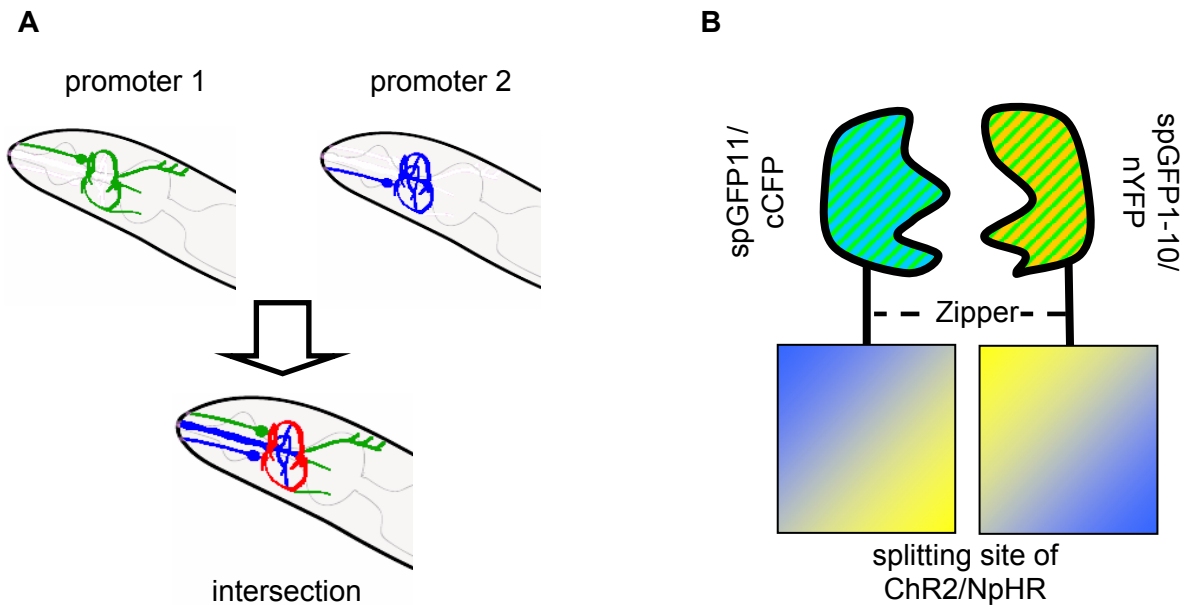 A
promoter 1
promoter 2
intersection
B
spGFP11/
cCFP
spGFP1-10/
nYFP
Zipper
splitting site of
ChR2/NpHR